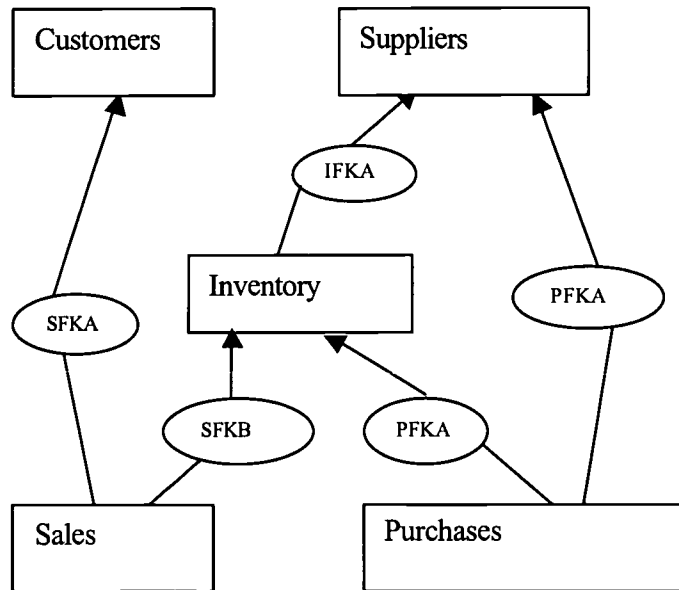 Customers
Suppliers
IFKA
Inventory
SFKA
PFKA
SFKB
PFKA
Sales
Purchases